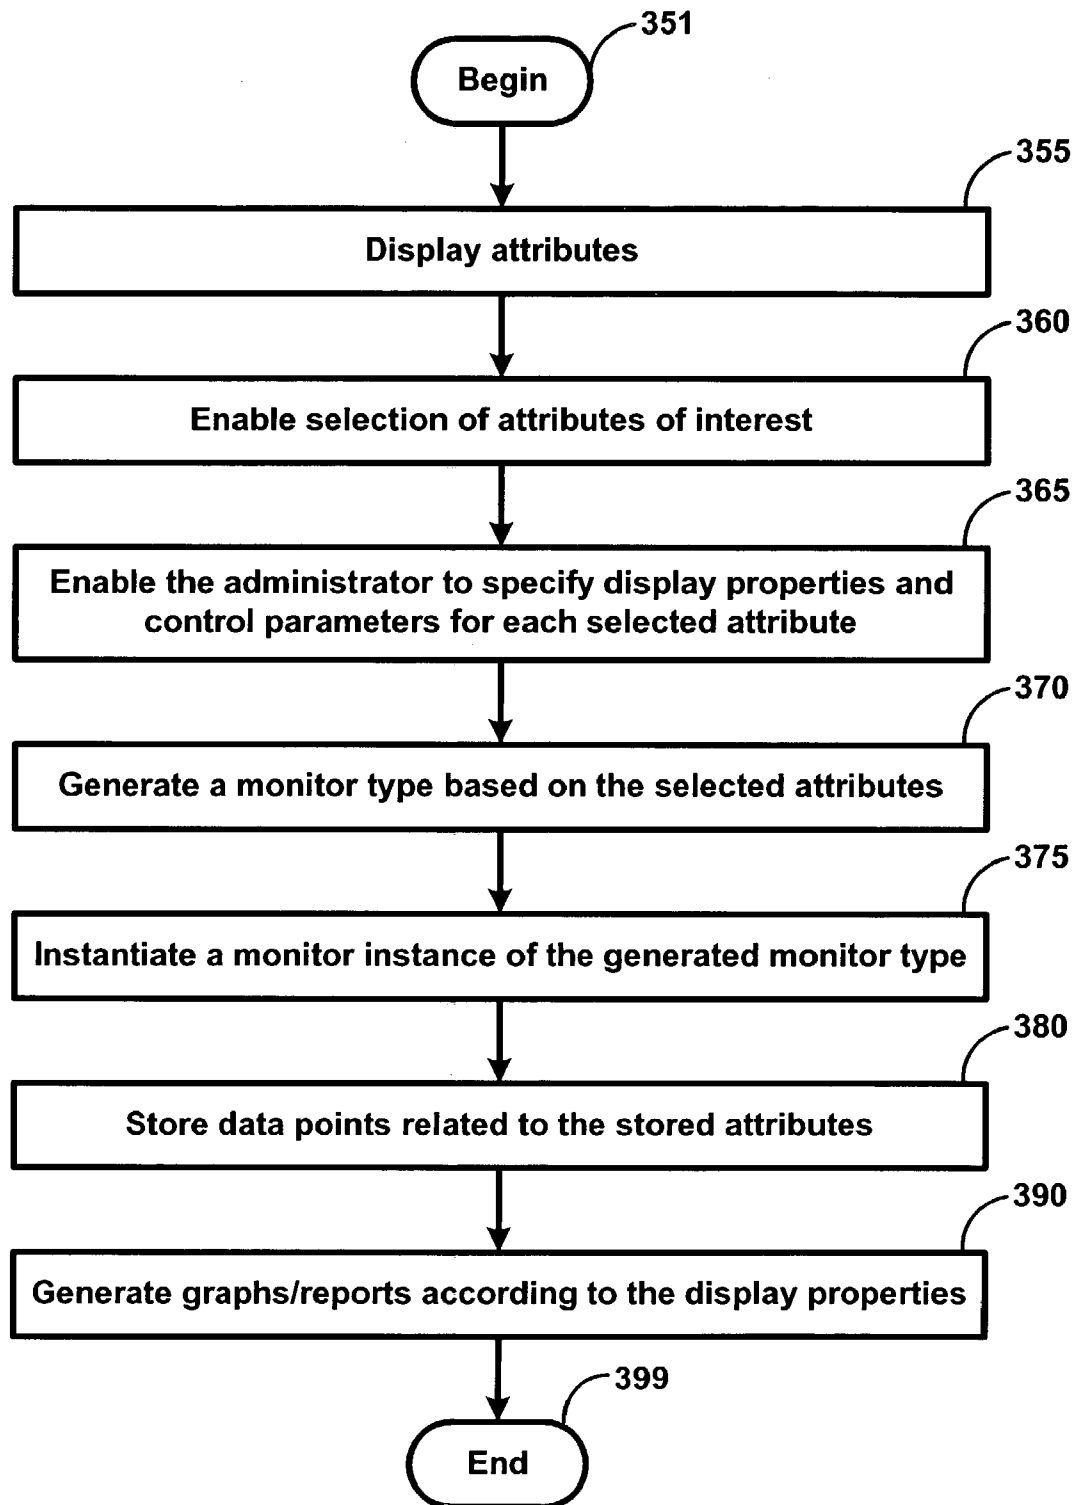 351
Begin
355
Display attributes
360
Enable selection of attributes of interest
365
Enable the administrator to specify display properties and
control parameters for each selected attribute
370
Generate a monitor type based on the selected attributes
375
Instantiate a monitor instance of the generated monitor type
380
Store data points related to the stored attributes
390
Generate graphs/reports according to the display properties
399
End